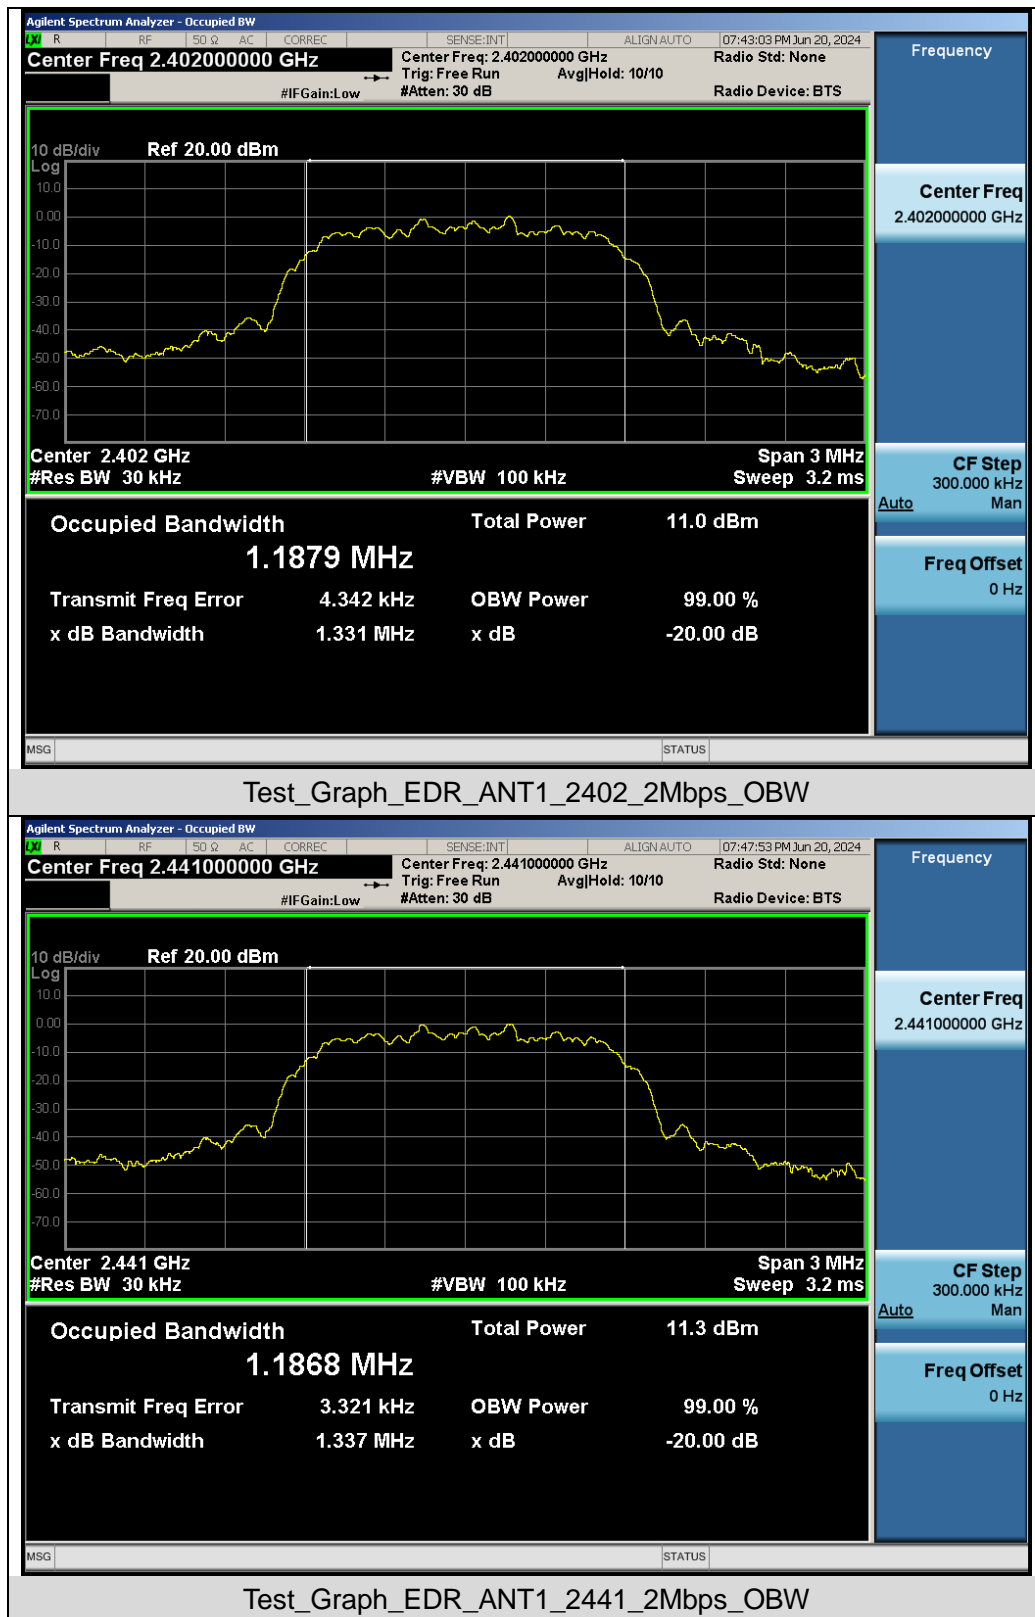 Agilent Spectrum Analyzer - Occupied BW
LXI R RF 50 Ω AC CORREC SENSE:INT ALIGN AUTO 07:43:03 PM Jun 20, 2024
Center Freq 2.402000000 GHz Center Freq: 2.402000000 GHz Radio Std: None Frequency
Trig: Free Run Avg|Hold: 10/10
#IFGain:Low #Atten: 30 dB Radio Device: BTS
10 dB/div Ref 20.00 dBm
Log
10.0
0.00
-10.0
-20.0
-30.0
-40.0
-50.0
-60.0
-70.0
Center 2.402 GHz Span 3 MHz
#Res BW 30 kHz #VBW 100 kHz Sweep 3.2 ms
Center Freq
2.402000000 GHz
CF Step
300.000 kHz
Auto Man
Freq Offset
0 Hz
Occupied Bandwidth Total Power 11.0 dBm
1.1879 MHz
Transmit Freq Error 4.342 kHz OBW Power 99.00 %
x dB Bandwidth 1.331 MHz x dB -20.00 dB
MSG STATUS
Test_Graph_EDR_ANT1_2402_2Mbps_OBW
Agilent Spectrum Analyzer - Occupied BW
LXI R RF 50 Ω AC CORREC SENSE:INT ALIGN AUTO 07:47:53 PM Jun 20, 2024
Center Freq 2.441000000 GHz Center Freq: 2.441000000 GHz Radio Std: None Frequency
Trig: Free Run Avg|Hold: 10/10
#IFGain:Low #Atten: 30 dB Radio Device: BTS
10 dB/div Ref 20.00 dBm
Log
10.0
0.00
-10.0
-20.0
-30.0
-40.0
-50.0
-60.0
-70.0
Center 2.441 GHz Span 3 MHz
#Res BW 30 kHz #VBW 100 kHz Sweep 3.2 ms
Center Freq
2.441000000 GHz
CF Step
300.000 kHz
Auto Man
Freq Offset
0 Hz
Occupied Bandwidth Total Power 11.3 dBm
1.1868 MHz
Transmit Freq Error 3.321 kHz OBW Power 99.00 %
x dB Bandwidth 1.337 MHz x dB -20.00 dB
MSG STATUS
Test_Graph_EDR_ANT1_2441_2Mbps_OBW